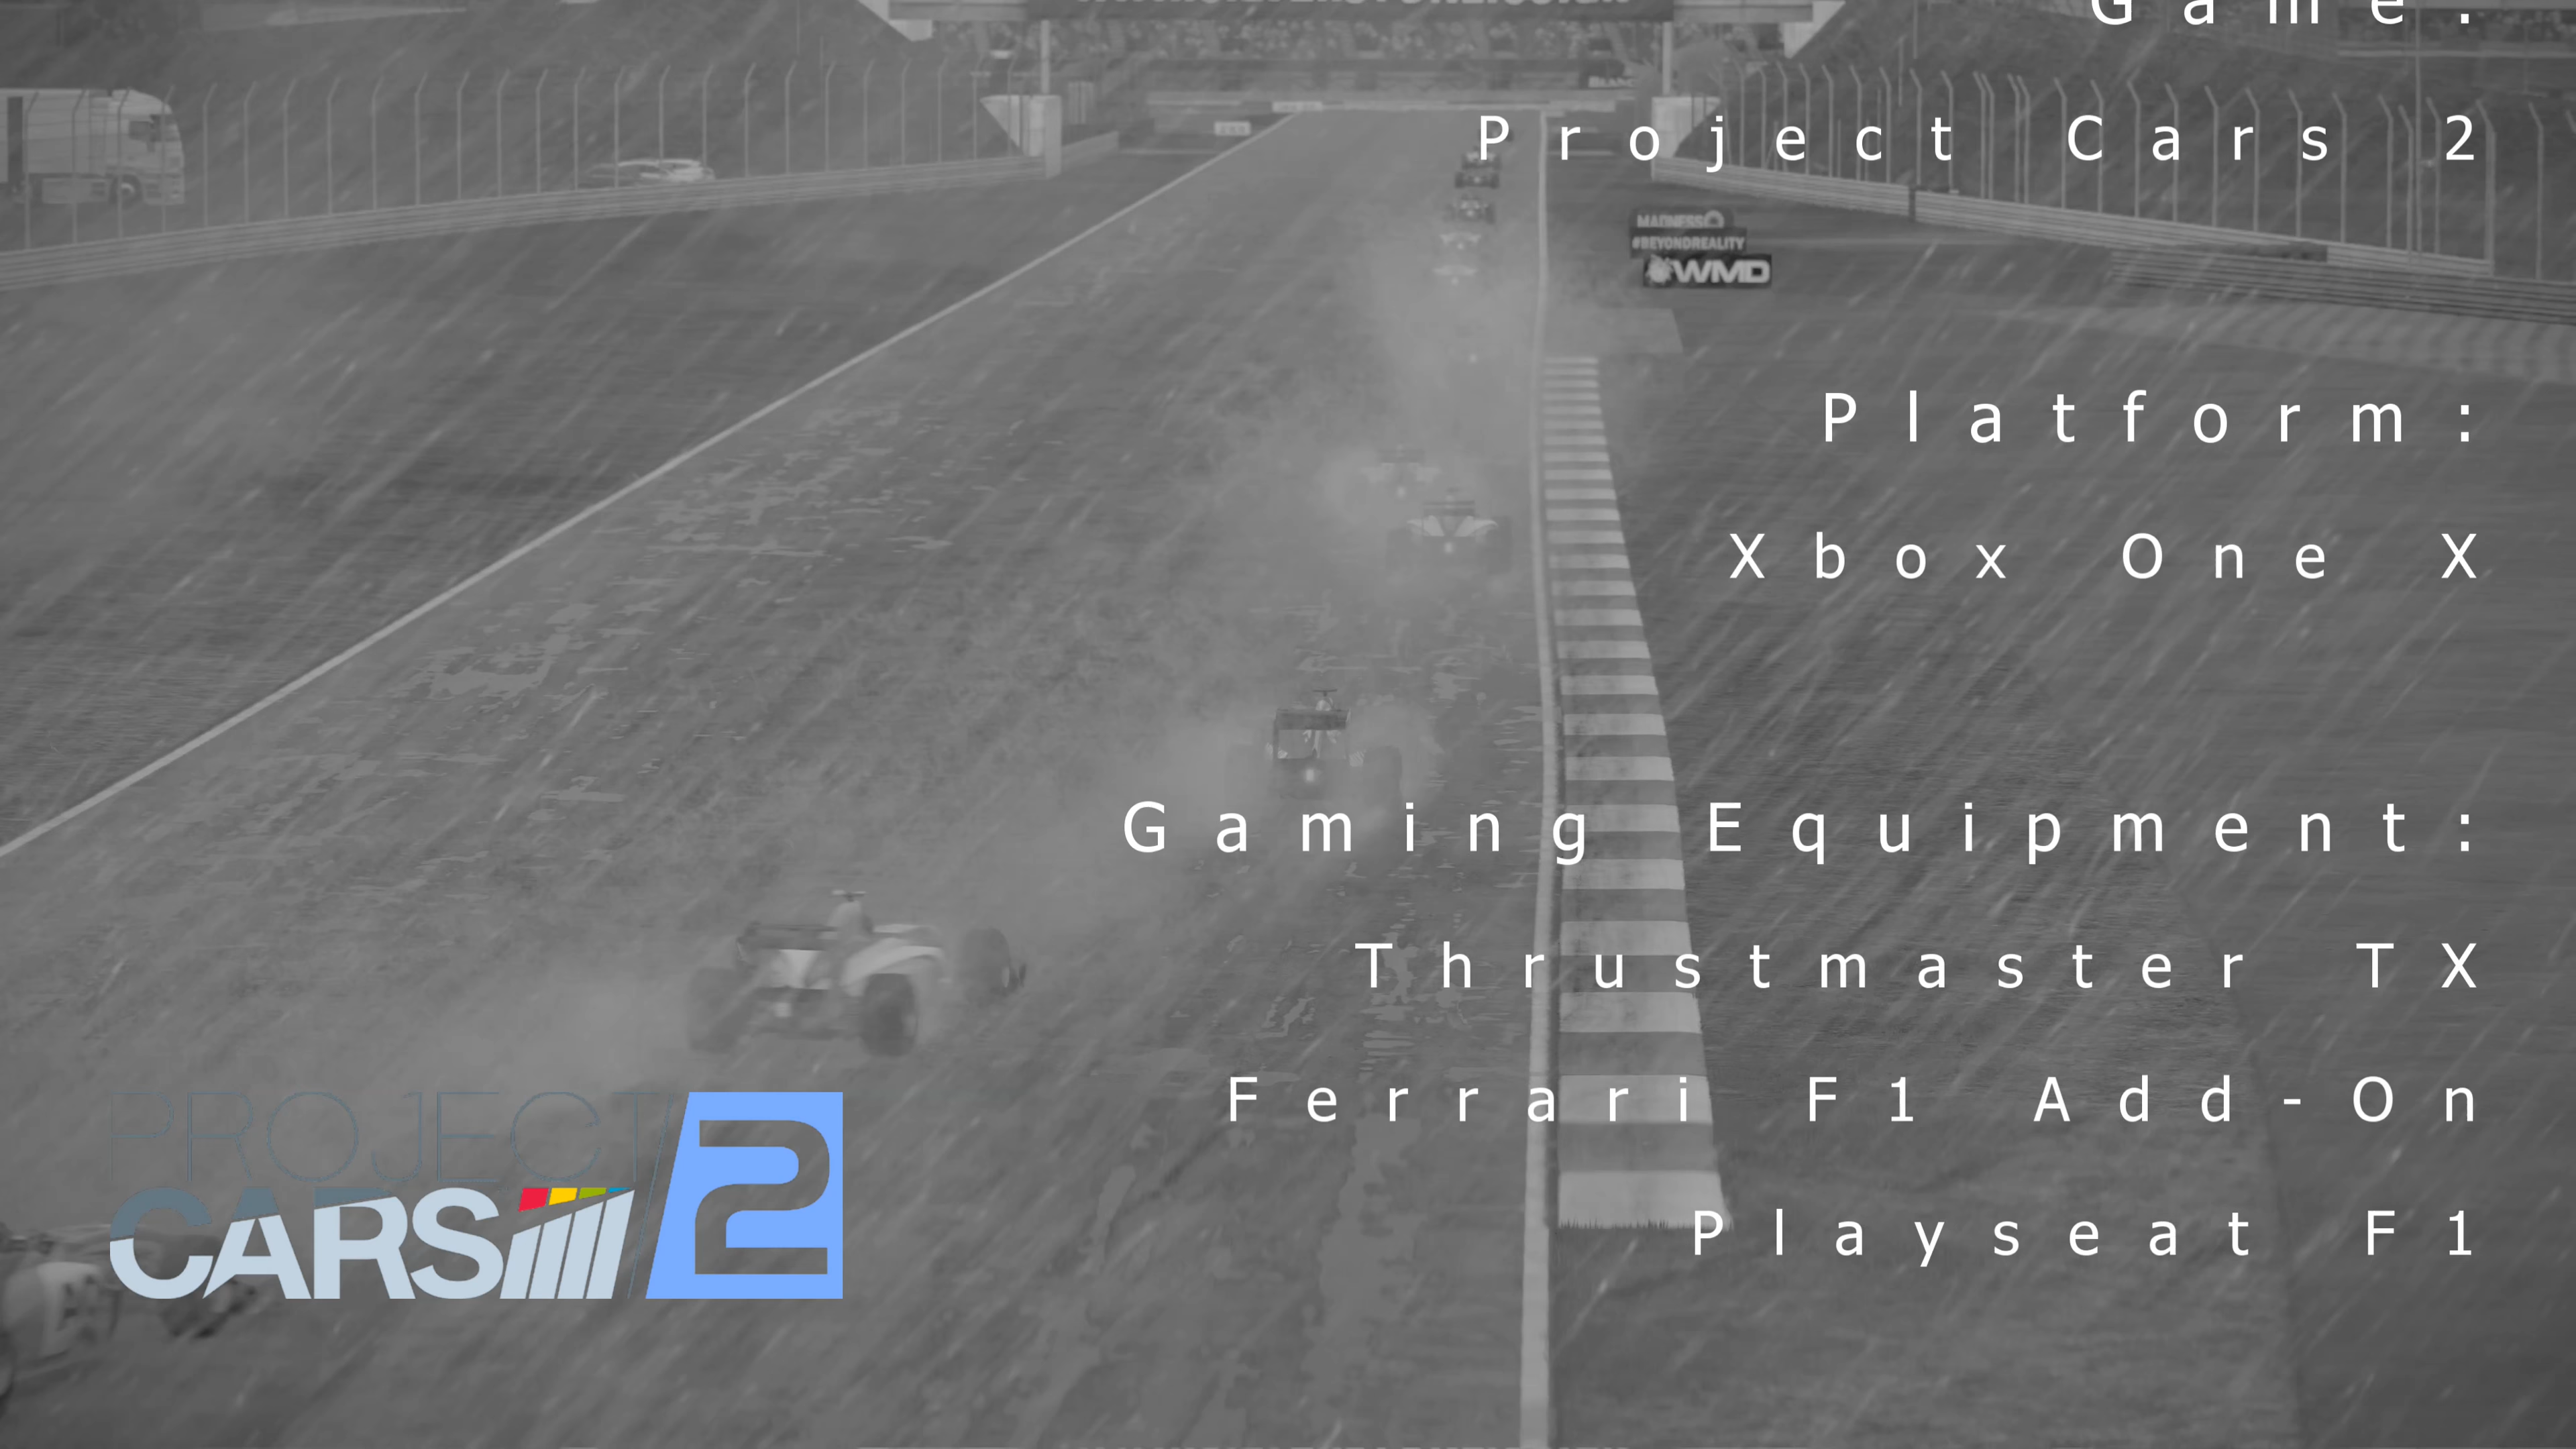 Game:
Project Cars 2
MADNESS
#BEYONDREALITY
WMD
Platform:
Xbox One X
Gaming Equipment:
Thrustmaster TX
Ferrari F1 Add-On
Playseat F1
PROJECT
CARS 2